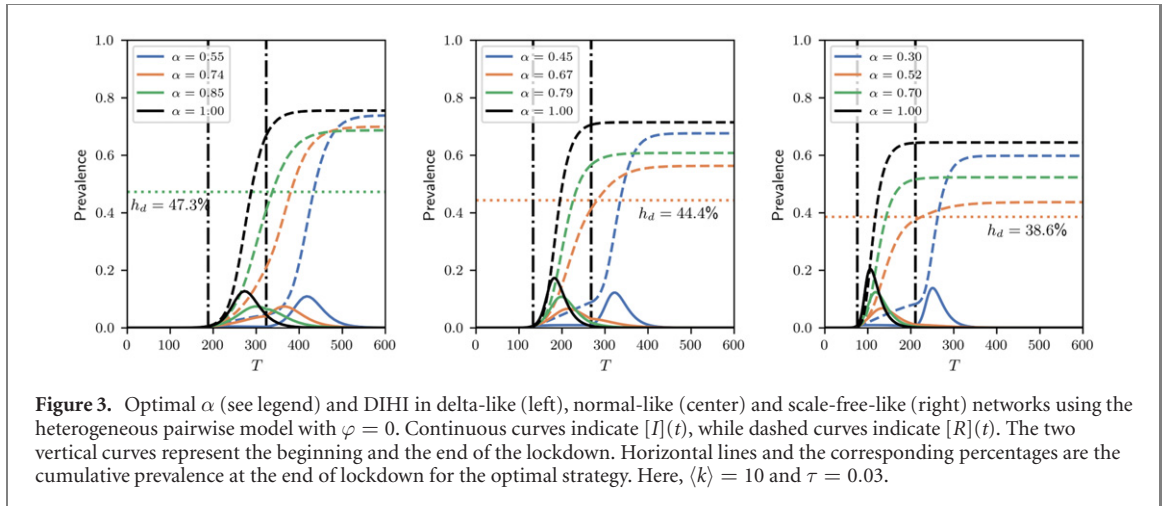 1.0
0.8
0.6
0.4
0.2
0.0
Prevalence
α = 0.55
α = 0.74
α = 0.85
α = 1.00
h_d = 47.3%
0 100 200 300 400 500 600
T
1.0
0.8
0.6
0.4
0.2
0.0
Prevalence
α = 0.45
α = 0.67
α = 0.79
α = 1.00
h_d = 44.4%
0 100 200 300 400 500 600
T
1.0
0.8
0.6
0.4
0.2
0.0
Prevalence
α = 0.30
α = 0.52
α = 0.70
α = 1.00
h_d = 38.6%
0 100 200 300 400 500 600
T
Figure 3. Optimal α (see legend) and DIHI in delta-like (left), normal-like (center) and scale-free-like (right) networks using the
heterogeneous pairwise model with φ = 0. Continuous curves indicate [I](t), while dashed curves indicate [R](t). The two
vertical curves represent the beginning and the end of the lockdown. Horizontal lines and the corresponding percentages are the
cumulative prevalence at the end of lockdown for the optimal strategy. Here, ⟨k⟩ = 10 and τ = 0.03.